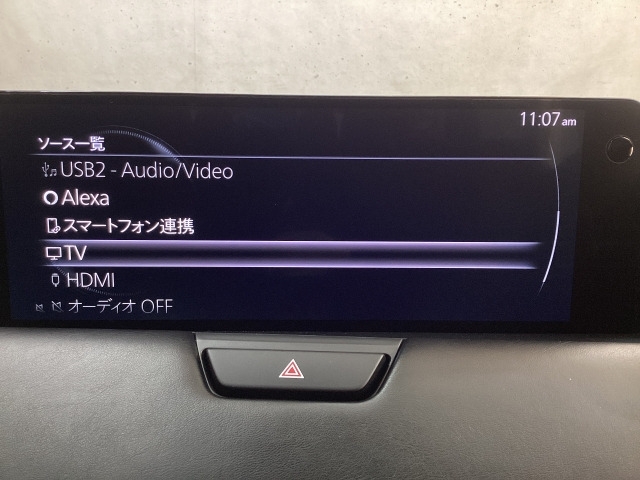 11:07 am
ソース一覧
USB2 - Audio/Video
Alexa
スマートフォン連携
TV
HDMI
オーディオ OFF